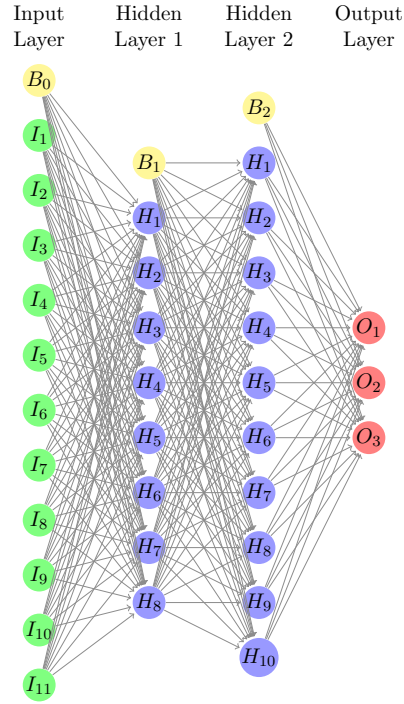 Input Layer
Hidden Layer 1
Hidden Layer 2
Output Layer
B₀
I₁
I₂
I₃
I₄
I₅
I₆
I₇
I₈
I₉
I₁₀
I₁₁
B₁
H₁
H₂
H₃
H₄
H₅
H₆
H₇
H₈
B₂
H₁
H₂
H₃
H₄
H₅
H₆
H₇
H₈
H₉
H₁₀
O₁
O₂
O₃